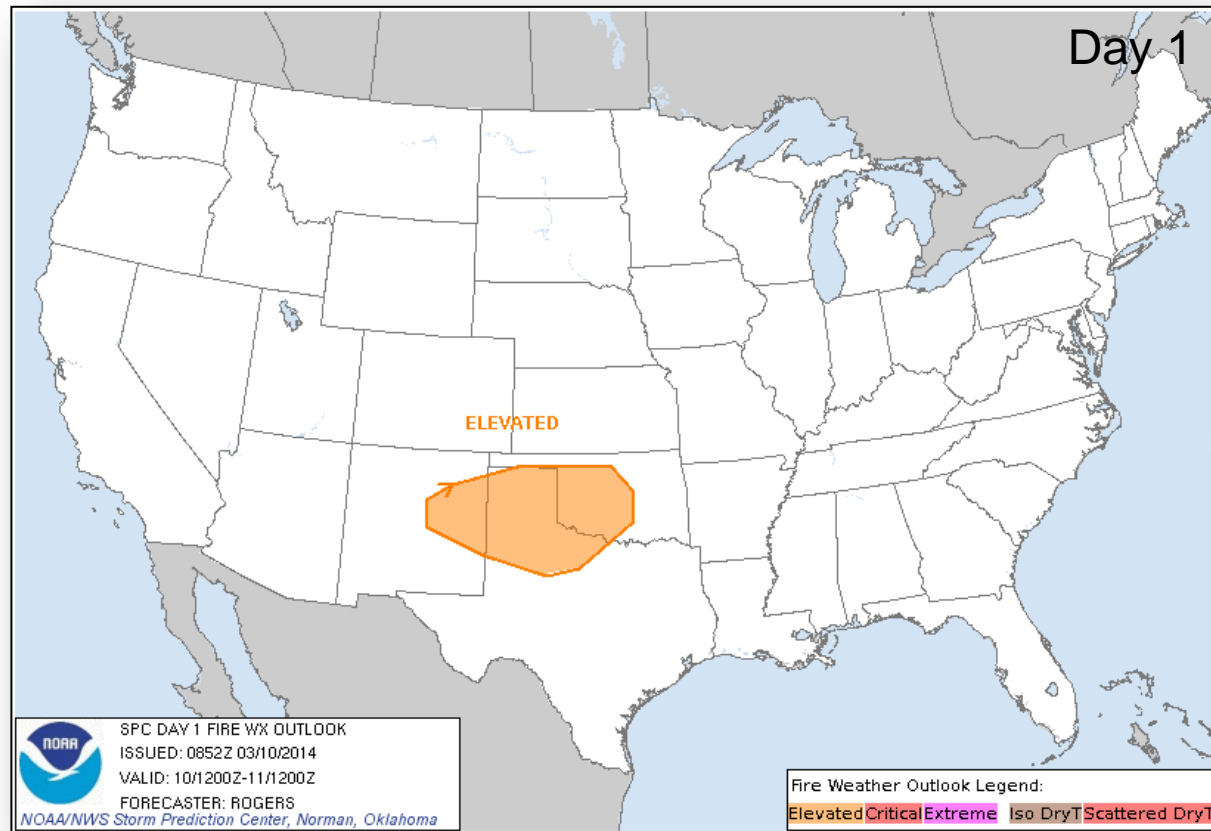 Day 1
ELEVATED
NOAA
SPC DAY 1 FIRE WX OUTLOOK
ISSUED: 0852Z 03/10/2014
VALID: 10/1200Z-11/1200Z
FORECASTER: ROGERS
NOAA/NWS Storm Prediction Center, Norman, Oklahoma
Fire Weather Outlook Legend:
Elevated Critical Extreme Iso DryT Scattered DryT